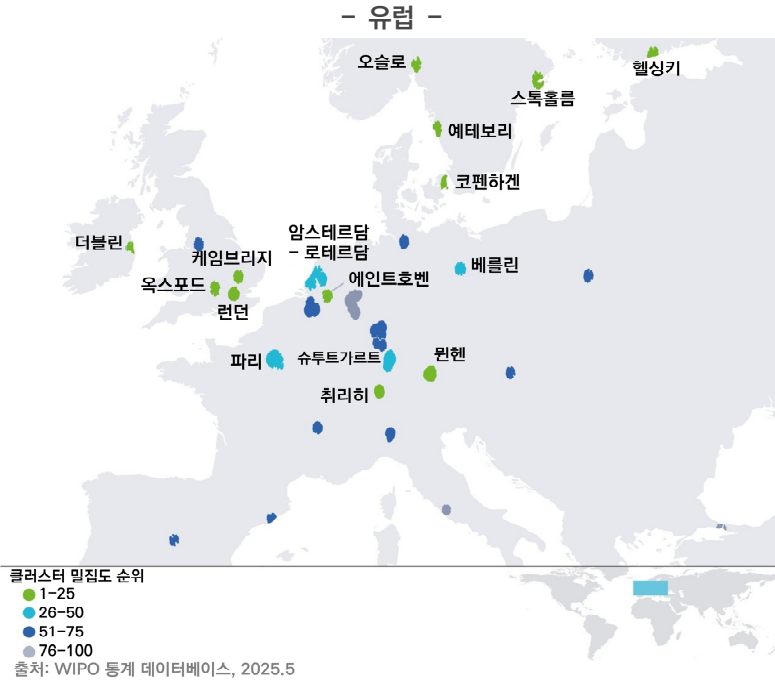 - 유럽 -
오슬로
헬싱키
스톡홀름
예테보리
코펜하겐
더블린
케임브리지
옥스포드
런던
암스테르담
- 로테르담
에인트호벤
베를린
파리
슈투트가르트
뮌헨
취리히
클러스터 밀집도 순위
1-25
26-50
51-75
76-100
출처: WIPO 통계 데이터베이스, 2025.5